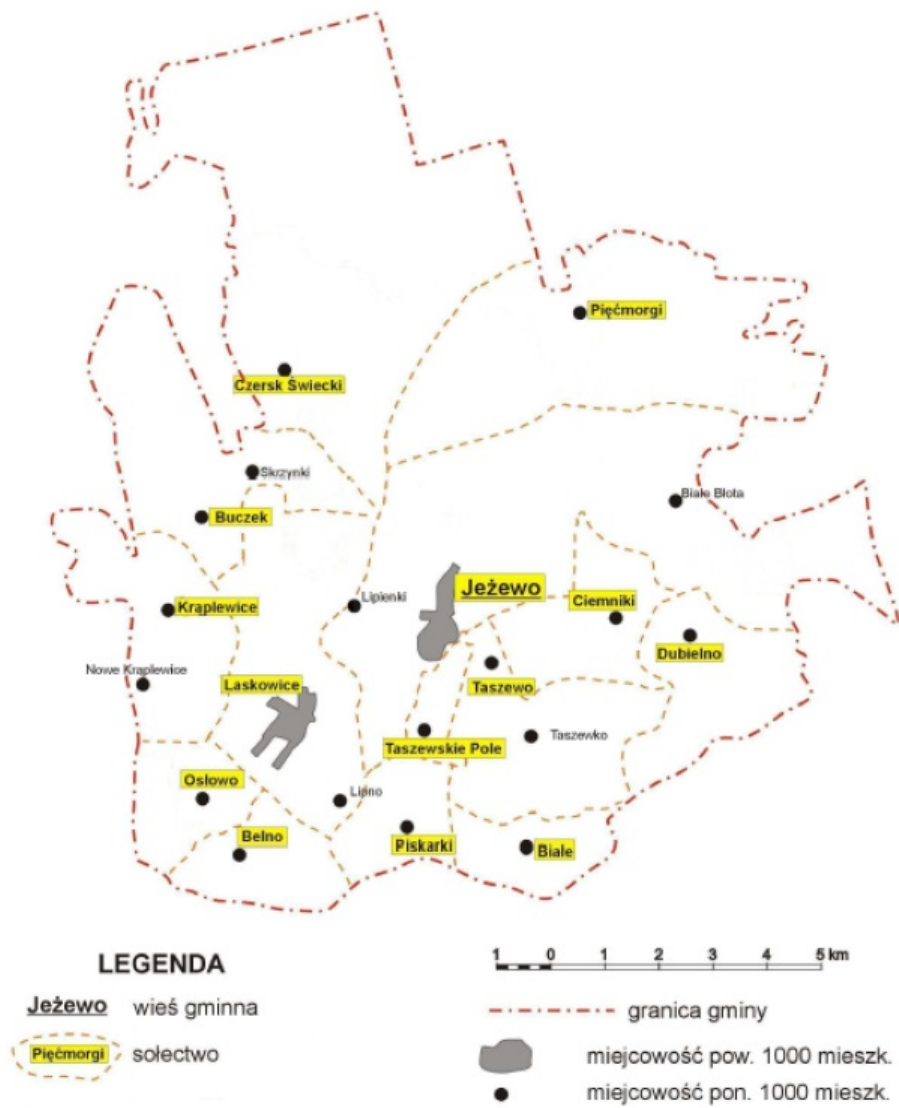 Pięćmorgi
Czersk Świecki
Skrzynki
Białe Błota
Buczek
Jeżewo
Ciemniki
Lipienki
Krąplewice
Dubielno
Nowe Krąplewice
Laskowice
Taszewo
Taszewskie Pole
Taszewko
Osłowo
Lipno
Belno
Piskarki
Białe
LEGENDA
Jeżewo wieś gminna
Pięćmorgi sołectwo
1 0 1 2 3 4 5 km
granica gminy
miejcowość pow. 1000 mieszk.
miejcowość pon. 1000 mieszk.